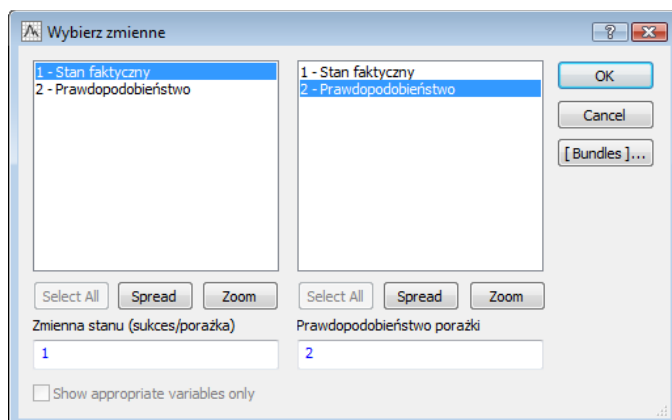 Wybierz zmienne
1 - Stan faktyczny
2 - Prawdopodobieństwo
1 - Stan faktyczny
2 - Prawdopodobieństwo
OK
Cancel
[ Bundles ]...
Select All Spread Zoom
Select All Spread Zoom
Zmienna stanu (sukces/porażka)
Prawdopodobieństwo porażki
1
2
Show appropriate variables only